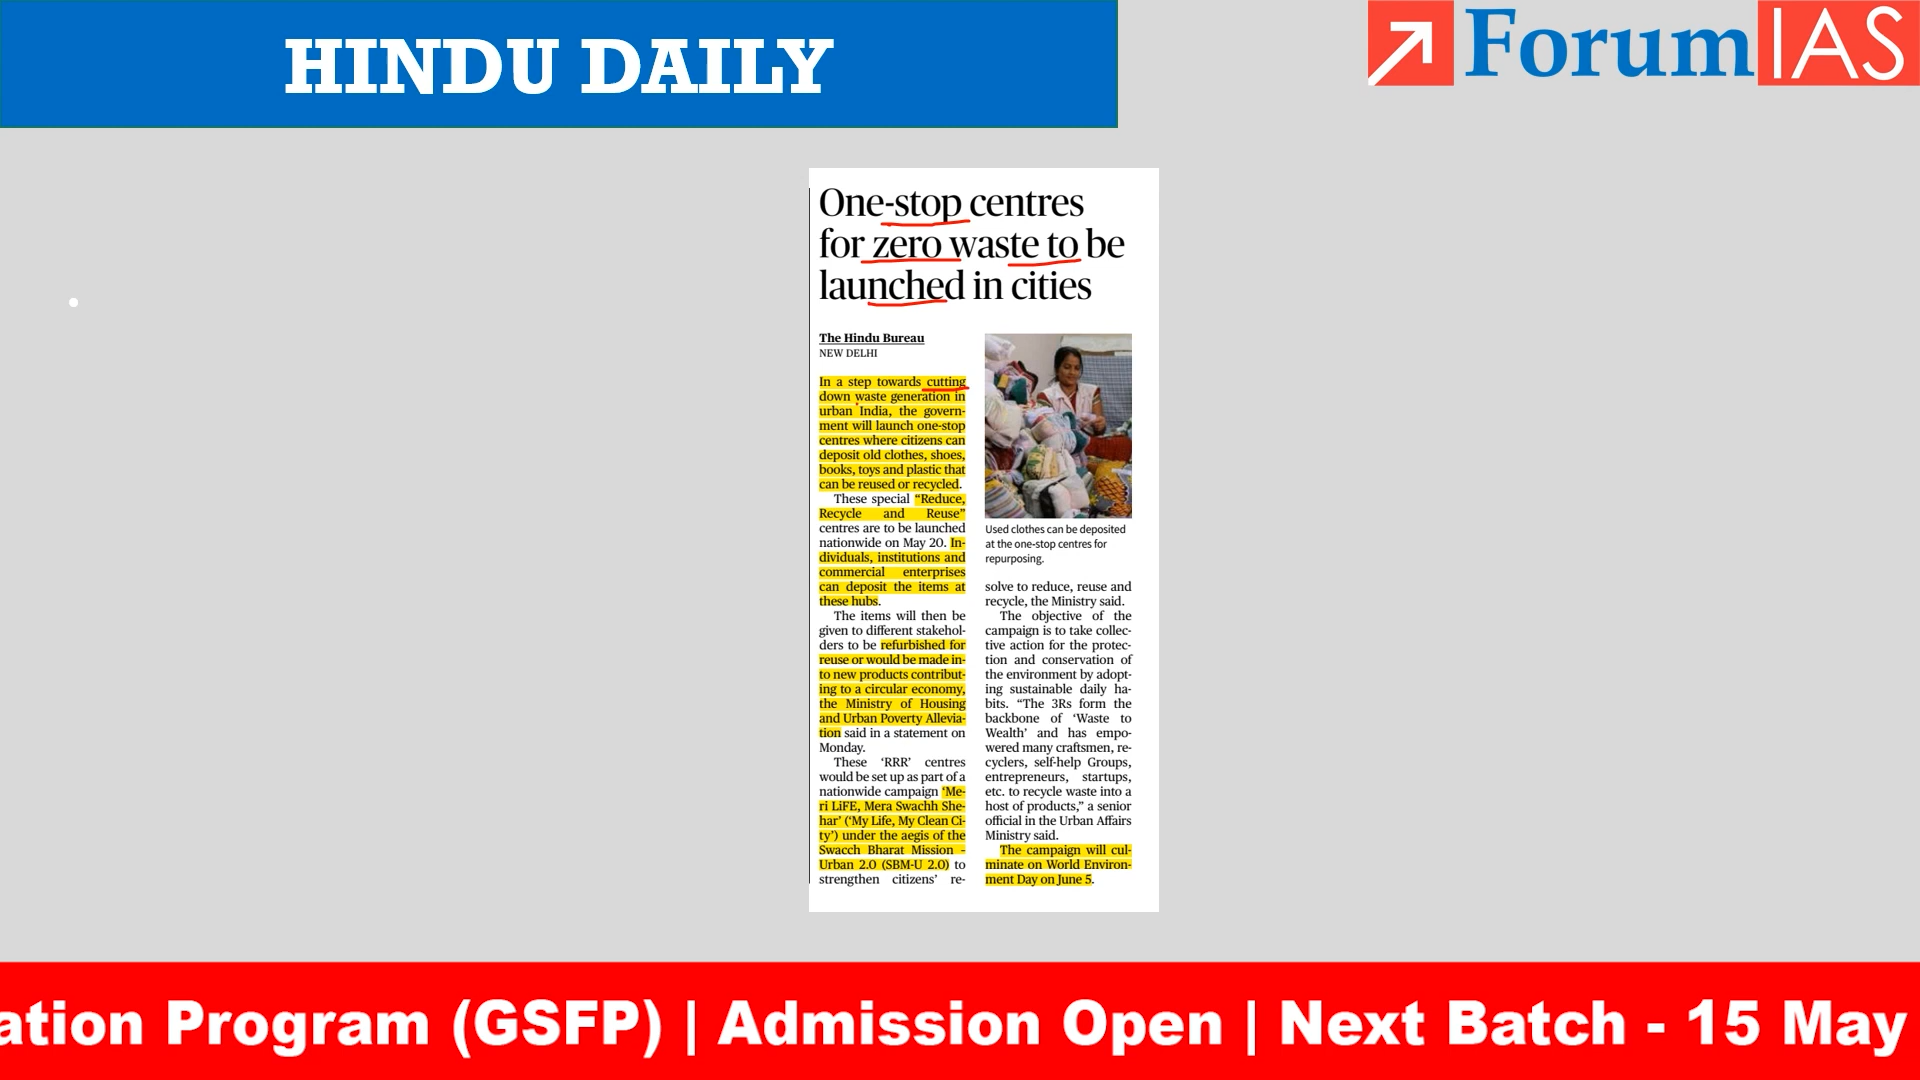 HINDU DAILY
ForumIAS
One-stop centres
for zero waste to be
launched in cities
The Hindu Bureau
NEW DELHI
In a step towards cutting
down waste generation in
urban India, the govern-
ment will launch one-stop
centres where citizens can
deposit old clothes, shoes,
books, toys and plastic that
can be reused or recycled.
These special “Reduce,
Recycle and Reuse”
centres are to be launched
nationwide on May 20. In-
dividuals, institutions and
commercial enterprises
can deposit the items at
these hubs.
The items will then be
given to different stakehol-
ders to be refurbished for
reuse or would be made in-
to new products contribut-
ing to a circular economy,
the Ministry of Housing
and Urban Poverty Allevia-
tion said in a statement on
Monday.
These ‘RRR’ centres
would be set up as part of a
nationwide campaign ‘Me-
ri LiFE, Mera Swachh She-
har’ (‘My Life, My Clean Ci-
ty’) under the aegis of the
Swacch Bharat Mission -
Urban 2.0 (SBM-U 2.0) to
strengthen citizens’ re-
Used clothes can be deposited
at the one-stop centres for
repurposing.
solve to reduce, reuse and
recycle, the Ministry said.
The objective of the
campaign is to take collec-
tive action for the protec-
tion and conservation of
the environment by adopt-
ing sustainable daily ha-
bits. “The 3Rs form the
backbone of ‘Waste to
Wealth’ and has empo-
wered many craftsmen, re-
cyclers, self-help Groups,
entrepreneurs, startups,
etc. to recycle waste into a
host of products,” a senior
official in the Urban Affairs
Ministry said.
The campaign will cul-
minate on World Environ-
ment Day on June 5.
ation Program (GSFP) | Admission Open | Next Batch - 15 May